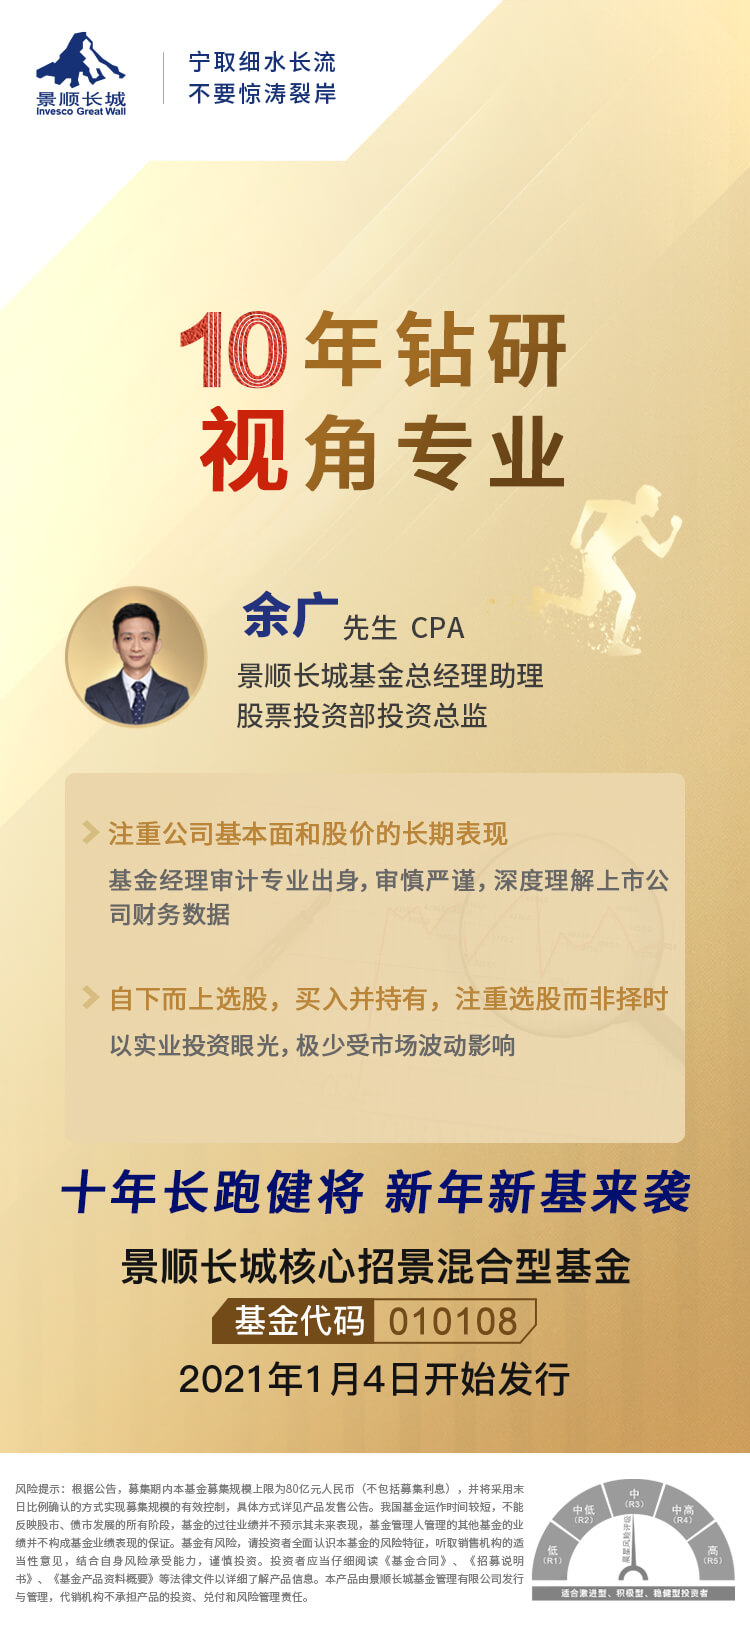 宁取细水长流
不要惊涛裂岸
景顺长城
Invesco Great Wall
10年钻研
视角专业
余广 先生 CPA
景顺长城基金总经理助理
股票投资部投资总监
注重公司基本面和股价的长期表现
基金经理审计专业出身，审慎严谨，深度理解上市公
司财务数据
自下而上选股，买入并持有，注重选股而非择时
以实业投资眼光，极少受市场波动影响
十年长跑健将 新年新基来袭
景顺长城核心招景混合型基金
基金代码 010108
2021年1月4日开始发行
风险提示：根据公告，募集期内本基金募集规模上限为80亿元人民币（不包括募集利息），并将采用末
日比例确认的方式实现募集规模的有效控制，具体方式详见产品发售公告。我国基金运作时间较短，不能
反映股市、债市发展的所有阶段，基金的过往业绩并不预示其未来表现，基金管理人管理的其他基金的业
绩并不构成基金业绩表现的保证。基金有风险，请投资者全面认识本基金的风险特征，听取销售机构的适
当性意见，结合自身风险承受能力，谨慎投资。投资者应当仔细阅读《基金合同》、《招募说明
书》、《基金产品资料概要》等法律文件以详细了解产品信息。本产品由景顺长城基金管理有限公司发行
与管理，代销机构不承担产品的投资、兑付和风险管理责任。
低
(R1)
中低
(R2)
中
(R3)
中高
(R4)
高
(R5)
适合激进型、积极型、稳健型投资者